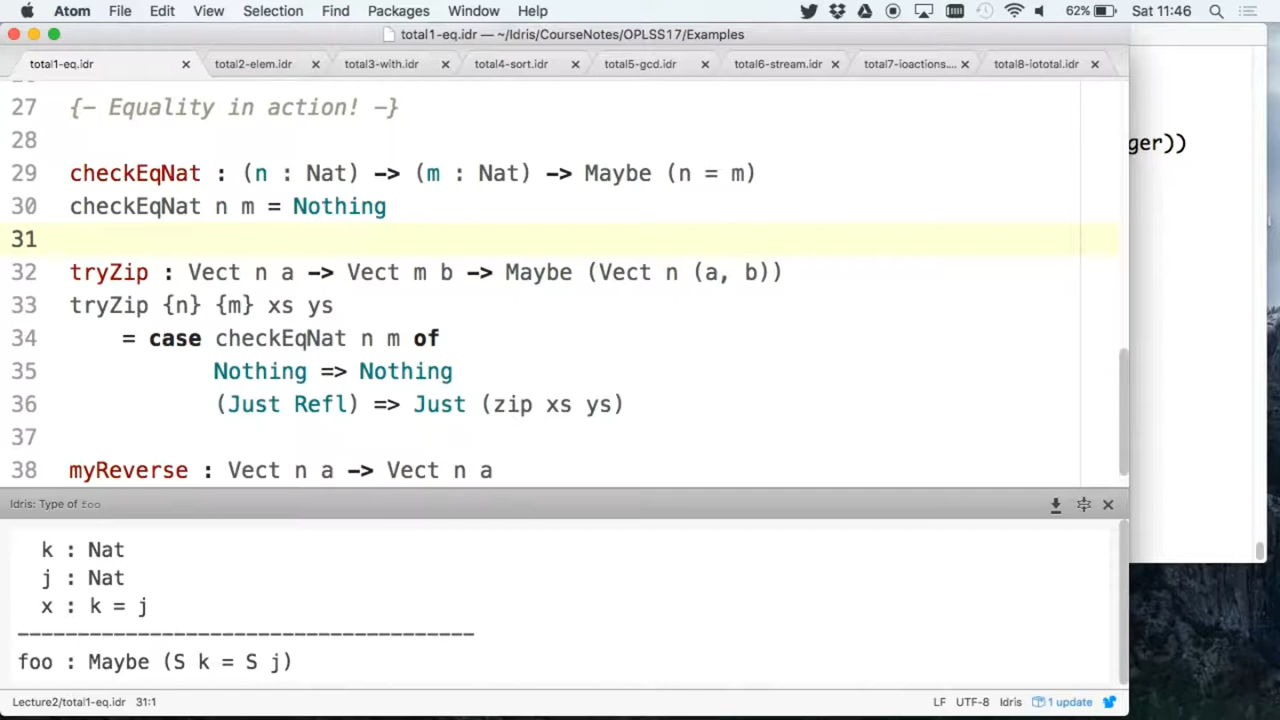 Atom File Edit View Selection Find Packages Window Help 62% Sat 11:46
total1-eq.idr — ~/Idris/CourseNotes/OPLSS17/Examples
total1-eq.idr total2-elem.idr total3-with.idr total4-sort.idr total5-gcd.idr total6-stream.idr total7-ioactions.... total8-iototal.idr
27 {- Equality in action! -}
28
29 checkEqNat : (n : Nat) -> (m : Nat) -> Maybe (n = m)
30 checkEqNat n m = Nothing
31
32 tryZip : Vect n a -> Vect m b -> Maybe (Vect n (a, b))
33 tryZip {n} {m} xs ys
34 = case checkEqNat n m of
35 Nothing => Nothing
36 (Just Refl) => Just (zip xs ys)
37
38 myReverse : Vect n a -> Vect n a
ger))
Idris: Type of foo
k : Nat
j : Nat
x : k = j
--------------------------------------
foo : Maybe (S k = S j)
Lecture2/total1-eq.idr 31:1 LF UTF-8 Idris 1 update